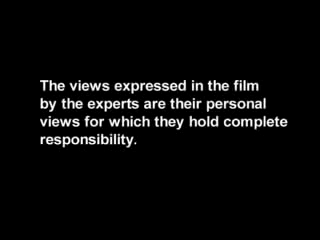 The views expressed in the film
by the experts are their personal
views for which they hold complete
responsibility.